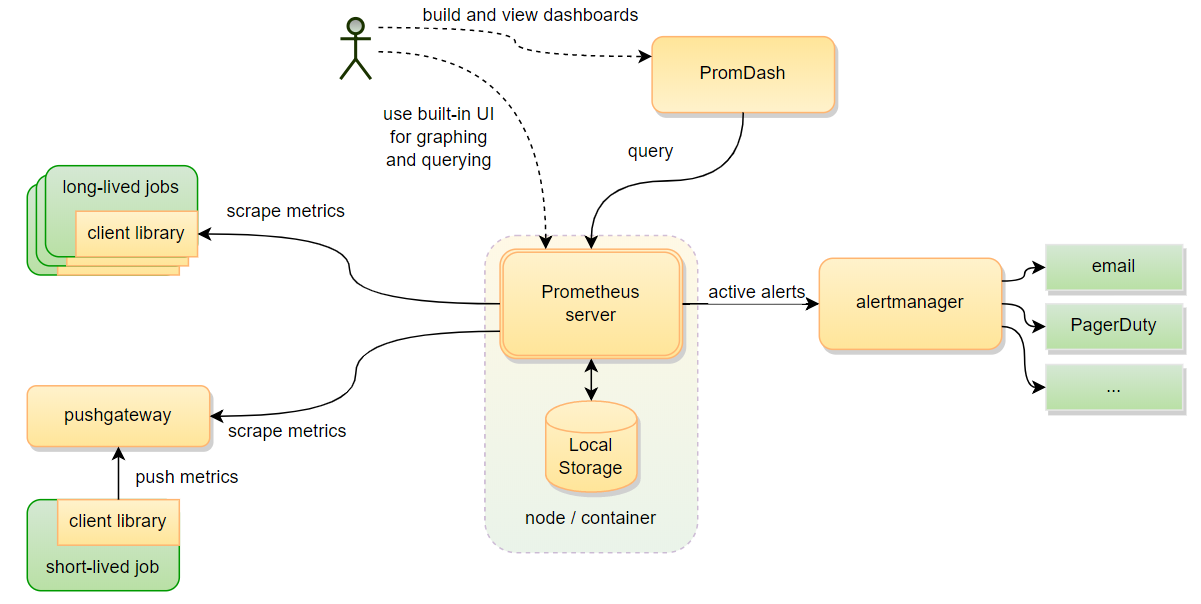 build and view dashboards
PromDash
use built-in UI
for graphing
and querying
query
long-lived jobs
client library
scrape metrics
Prometheus
server
active alerts
alertmanager
email
PagerDuty
...
pushgateway
scrape metrics
Local
Storage
push metrics
client library
short-lived job
node / container